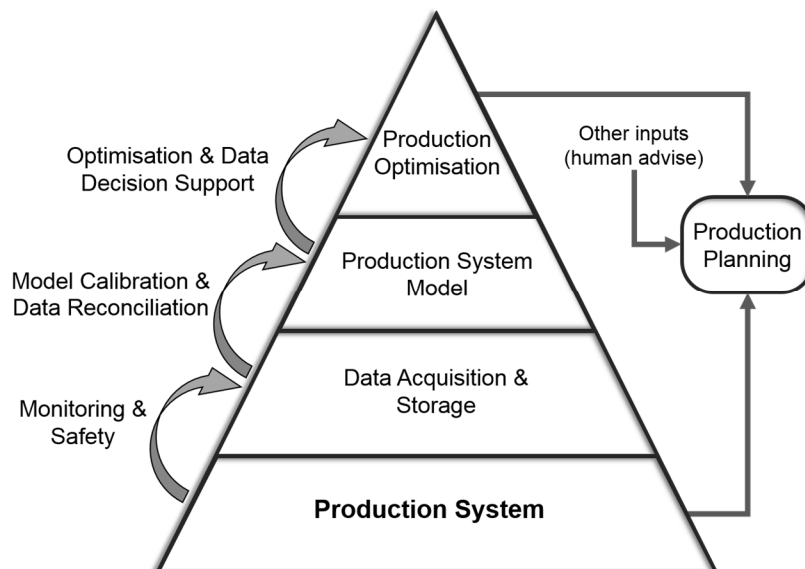 Production
Optimisation
Optimisation & Data
Decision Support
Other inputs
(human advise)
Production
Planning
Production System
Model
Model Calibration &
Data Reconciliation
Data Acquisition &
Storage
Monitoring &
Safety
Production System